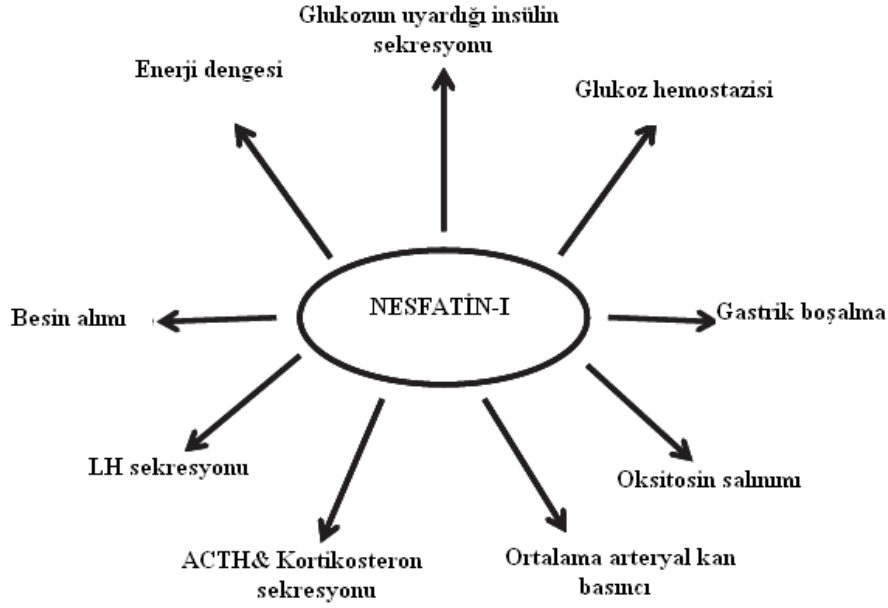 Glukozun uyardığı insülin
sekresyonu
Enerji dengesi
Glukoz hemostazisi
NESFATİN-I
Besin alımı
Gastrik boşalma
LH sekresyonu
Oksitosin salınımı
ACTH& Kortikosteron
sekresyonu
Ortalama arteryal kan
basıncı